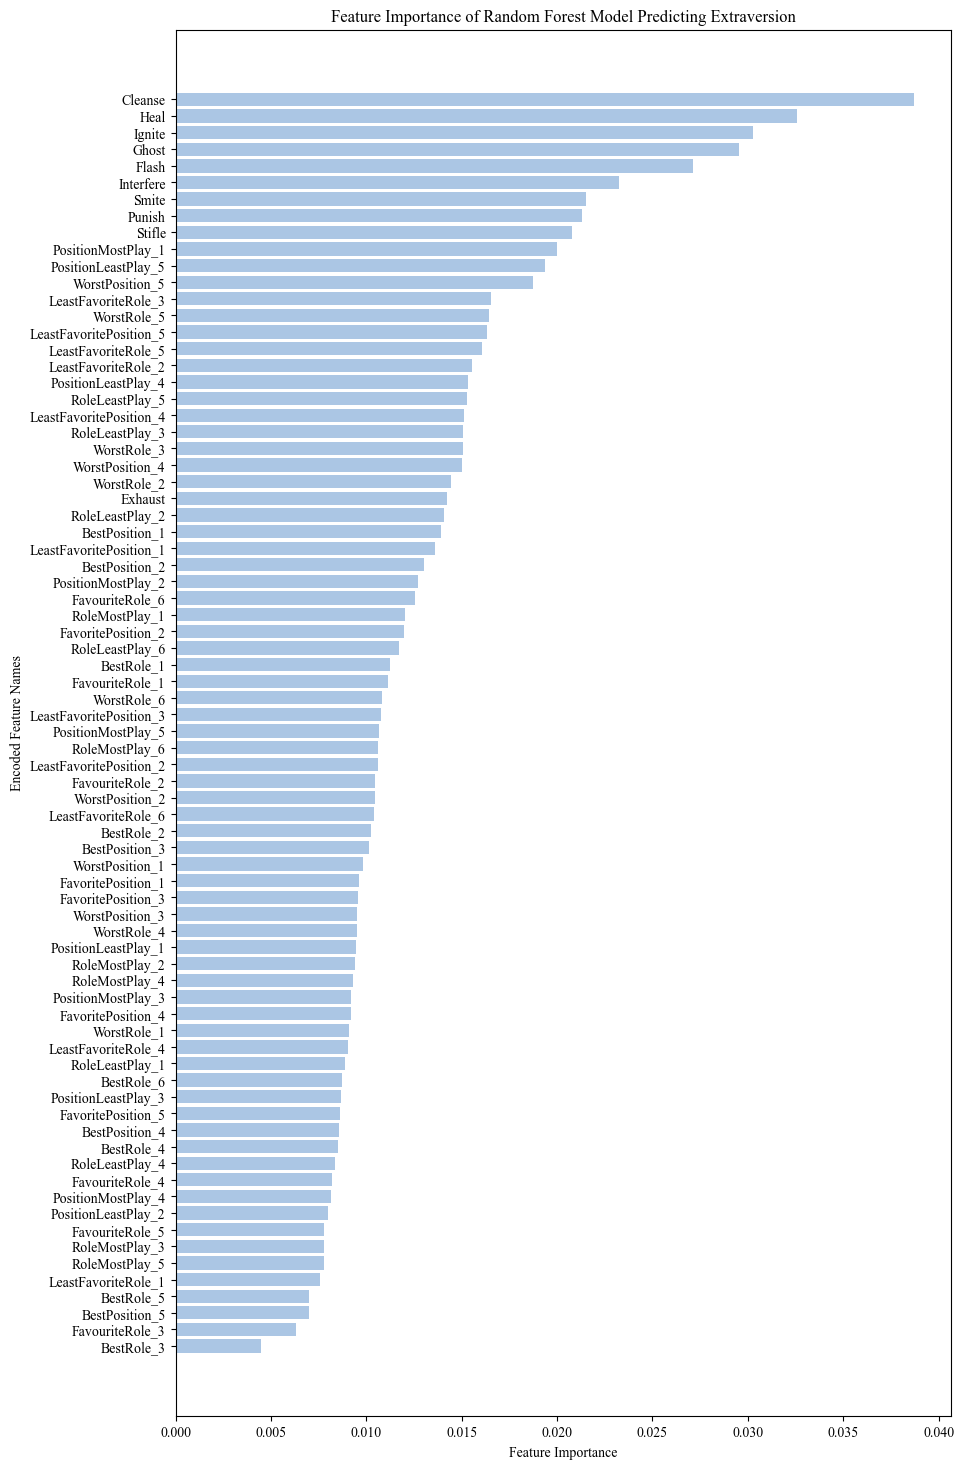 Feature Importance of Random Forest Model Predicting Extraversion
Cleanse
Heal
Ignite
Ghost
Flash
Interfere
Smite
Punish
Stifle
PositionMostPlay_1
PositionLeastPlay_5
WorstPosition_5
LeastFavoriteRole_3
WorstRole_5
LeastFavoritePosition_5
LeastFavoriteRole_5
LeastFavoriteRole_2
PositionLeastPlay_4
RoleLeastPlay_5
LeastFavoritePosition_4
RoleLeastPlay_3
WorstRole_3
WorstPosition_4
WorstRole_2
Exhaust
RoleLeastPlay_2
BestPosition_1
LeastFavoritePosition_1
BestPosition_2
PositionMostPlay_2
FavouriteRole_6
RoleMostPlay_1
FavoritePosition_2
RoleLeastPlay_6
BestRole_1
FavouriteRole_1
WorstRole_6
LeastFavoritePosition_3
PositionMostPlay_5
RoleMostPlay_6
LeastFavoritePosition_2
FavouriteRole_2
WorstPosition_2
LeastFavoriteRole_6
BestRole_2
BestPosition_3
WorstPosition_1
FavoritePosition_1
FavoritePosition_3
WorstPosition_3
WorstRole_4
PositionLeastPlay_1
RoleMostPlay_2
RoleMostPlay_4
PositionMostPlay_3
FavoritePosition_4
WorstRole_1
LeastFavoriteRole_4
RoleLeastPlay_1
BestRole_6
PositionLeastPlay_3
FavoritePosition_5
BestPosition_4
BestRole_4
RoleLeastPlay_4
FavouriteRole_4
PositionMostPlay_4
PositionLeastPlay_2
FavouriteRole_5
RoleMostPlay_3
RoleMostPlay_5
LeastFavoriteRole_1
BestRole_5
BestPosition_5
FavouriteRole_3
BestRole_3
Encoded Feature Names
0.000 0.005 0.010 0.015 0.020 0.025 0.030 0.035 0.040
Feature Importance